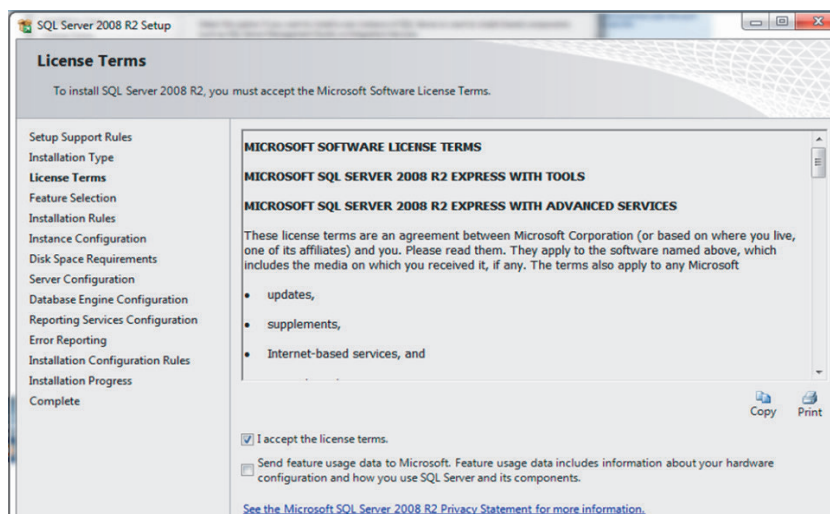 SQL Server 2008 R2 Setup
License Terms
To install SQL Server 2008 R2, you must accept the Microsoft Software License Terms.
Setup Support Rules
Installation Type
License Terms
Feature Selection
Installation Rules
Instance Configuration
Disk Space Requirements
Server Configuration
Database Engine Configuration
Reporting Services Configuration
Error Reporting
Installation Configuration Rules
Installation Progress
Complete
MICROSOFT SOFTWARE LICENSE TERMS
MICROSOFT SQL SERVER 2008 R2 EXPRESS WITH TOOLS
MICROSOFT SQL SERVER 2008 R2 EXPRESS WITH ADVANCED SERVICES
These license terms are an agreement between Microsoft Corporation (or based on where you live,
one of its affiliates) and you. Please read them. They apply to the software named above, which
includes the media on which you received it, if any. The terms also apply to any Microsoft
• updates,
• supplements,
• Internet-based services, and
Copy Print
I accept the license terms.
Send feature usage data to Microsoft. Feature usage data includes information about your hardware
configuration and how you use SQL Server and its components.
See the Microsoft SQL Server 2008 R2 Privacy Statement for more information.